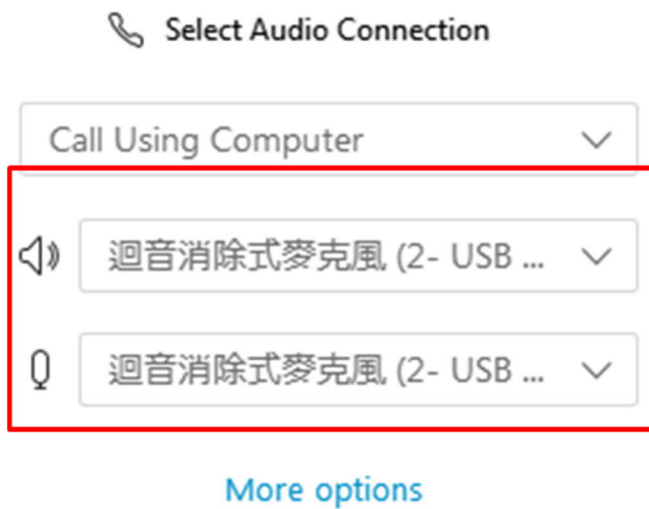 Select Audio Connection
Call Using Computer
迴音消除式麥克風 (2- USB ...
迴音消除式麥克風 (2- USB ...
More options